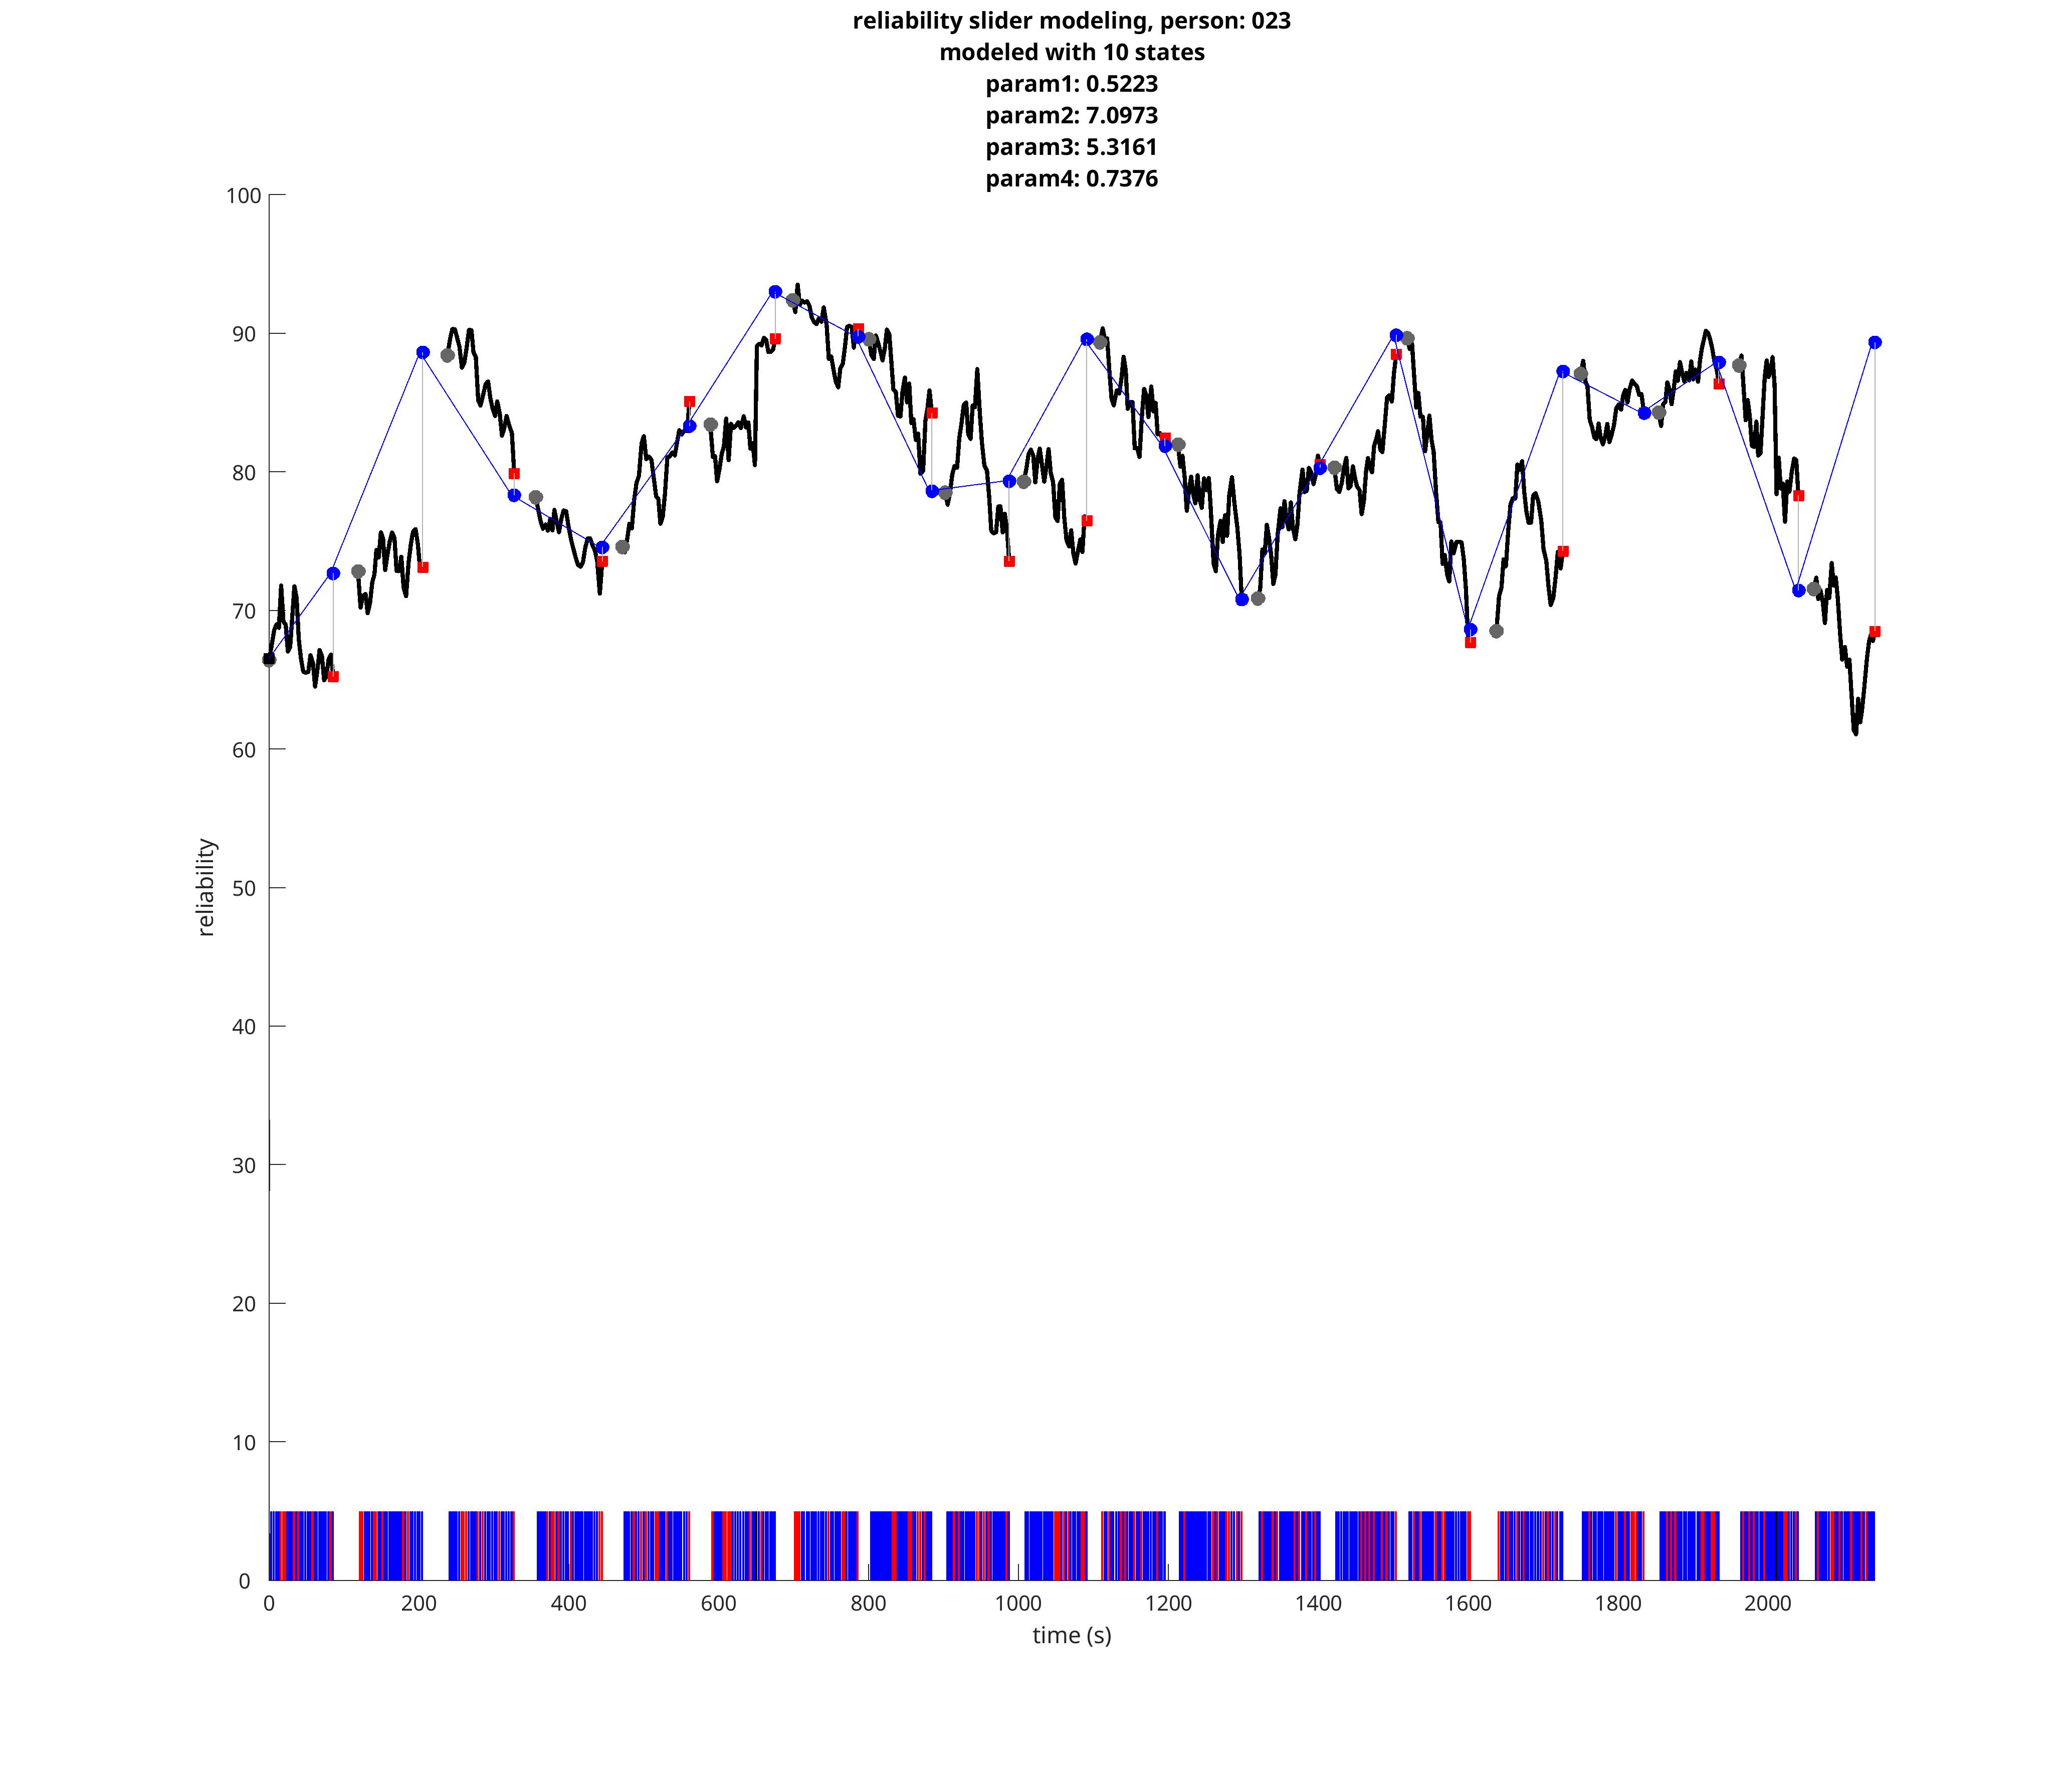 reliability slider modeling, person: 023
modeled with 10 states
param1: 0.5223
param2: 7.0973
param3: 5.3161
param4: 0.7376
100
90
80
70
60
50
40
30
20
10
0
reliability
0 200 400 600 800 1000 1200 1400 1600 1800 2000
time (s)